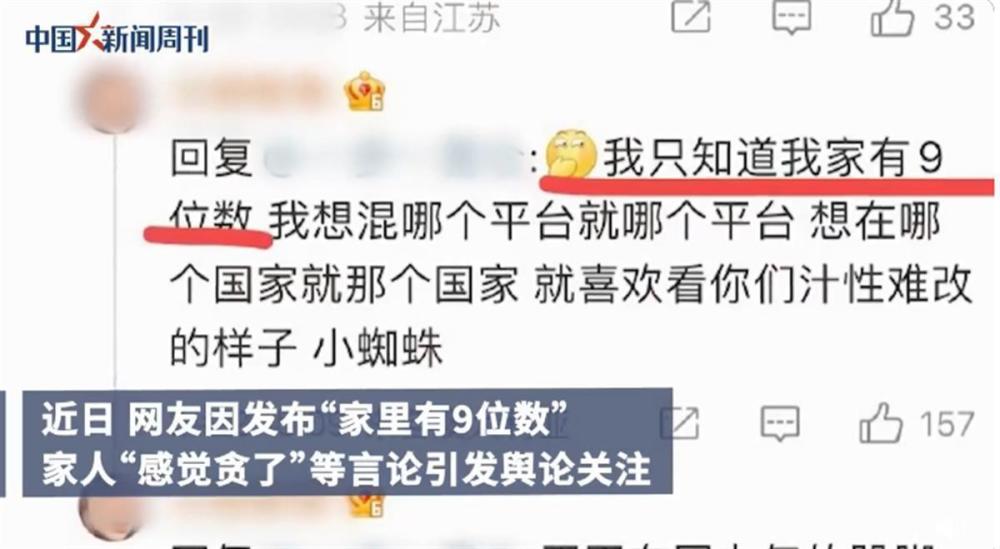 中国新闻周刊
来自江苏
33
6
回复 : 我只知道我家有9
位数 我想混哪个平台就哪个平台 想在哪
个国家就那个国家 就喜欢看你们汁性难改
的样子 小蜘蛛
近日 网友因发布“家里有9位数”
家人“感觉贪了”等言论引发舆论关注
157
6